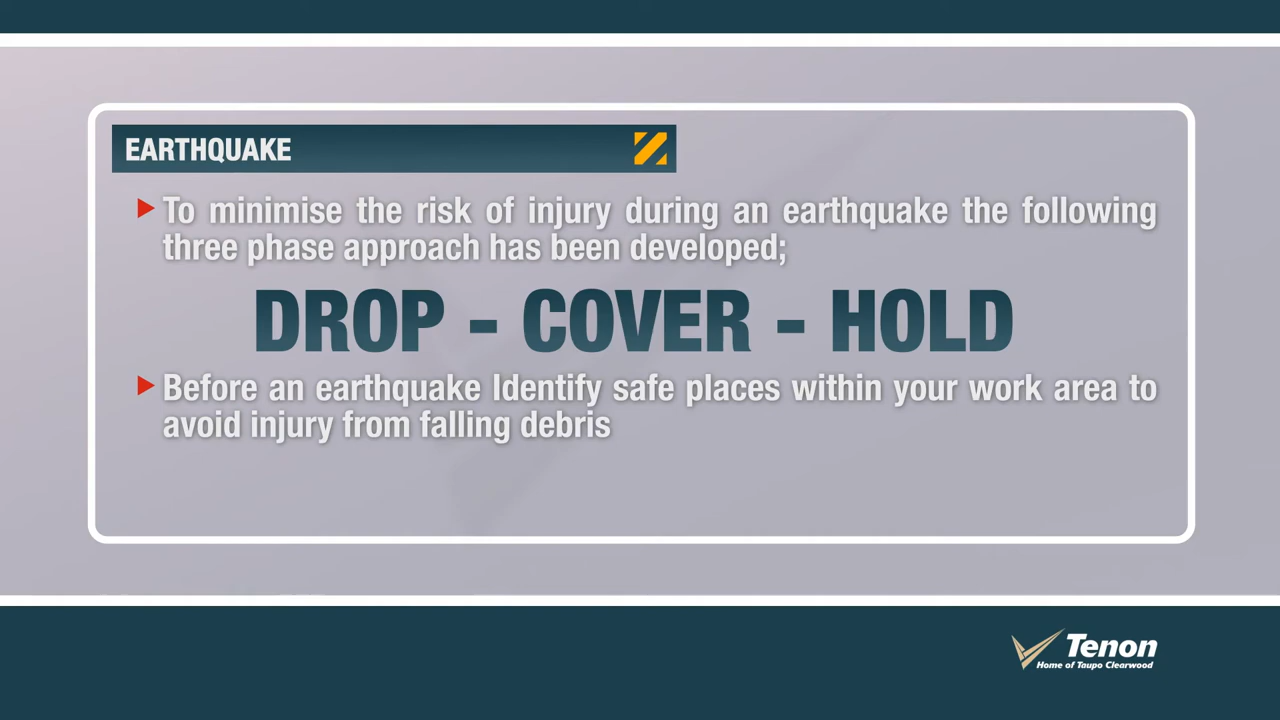 EARTHQUAKE
To minimise the risk of injury during an earthquake the following
three phase approach has been developed;
DROP - COVER - HOLD
Before an earthquake Identify safe places within your work area to
avoid injury from falling debris
Tenon
Home of Taupo Clearwood